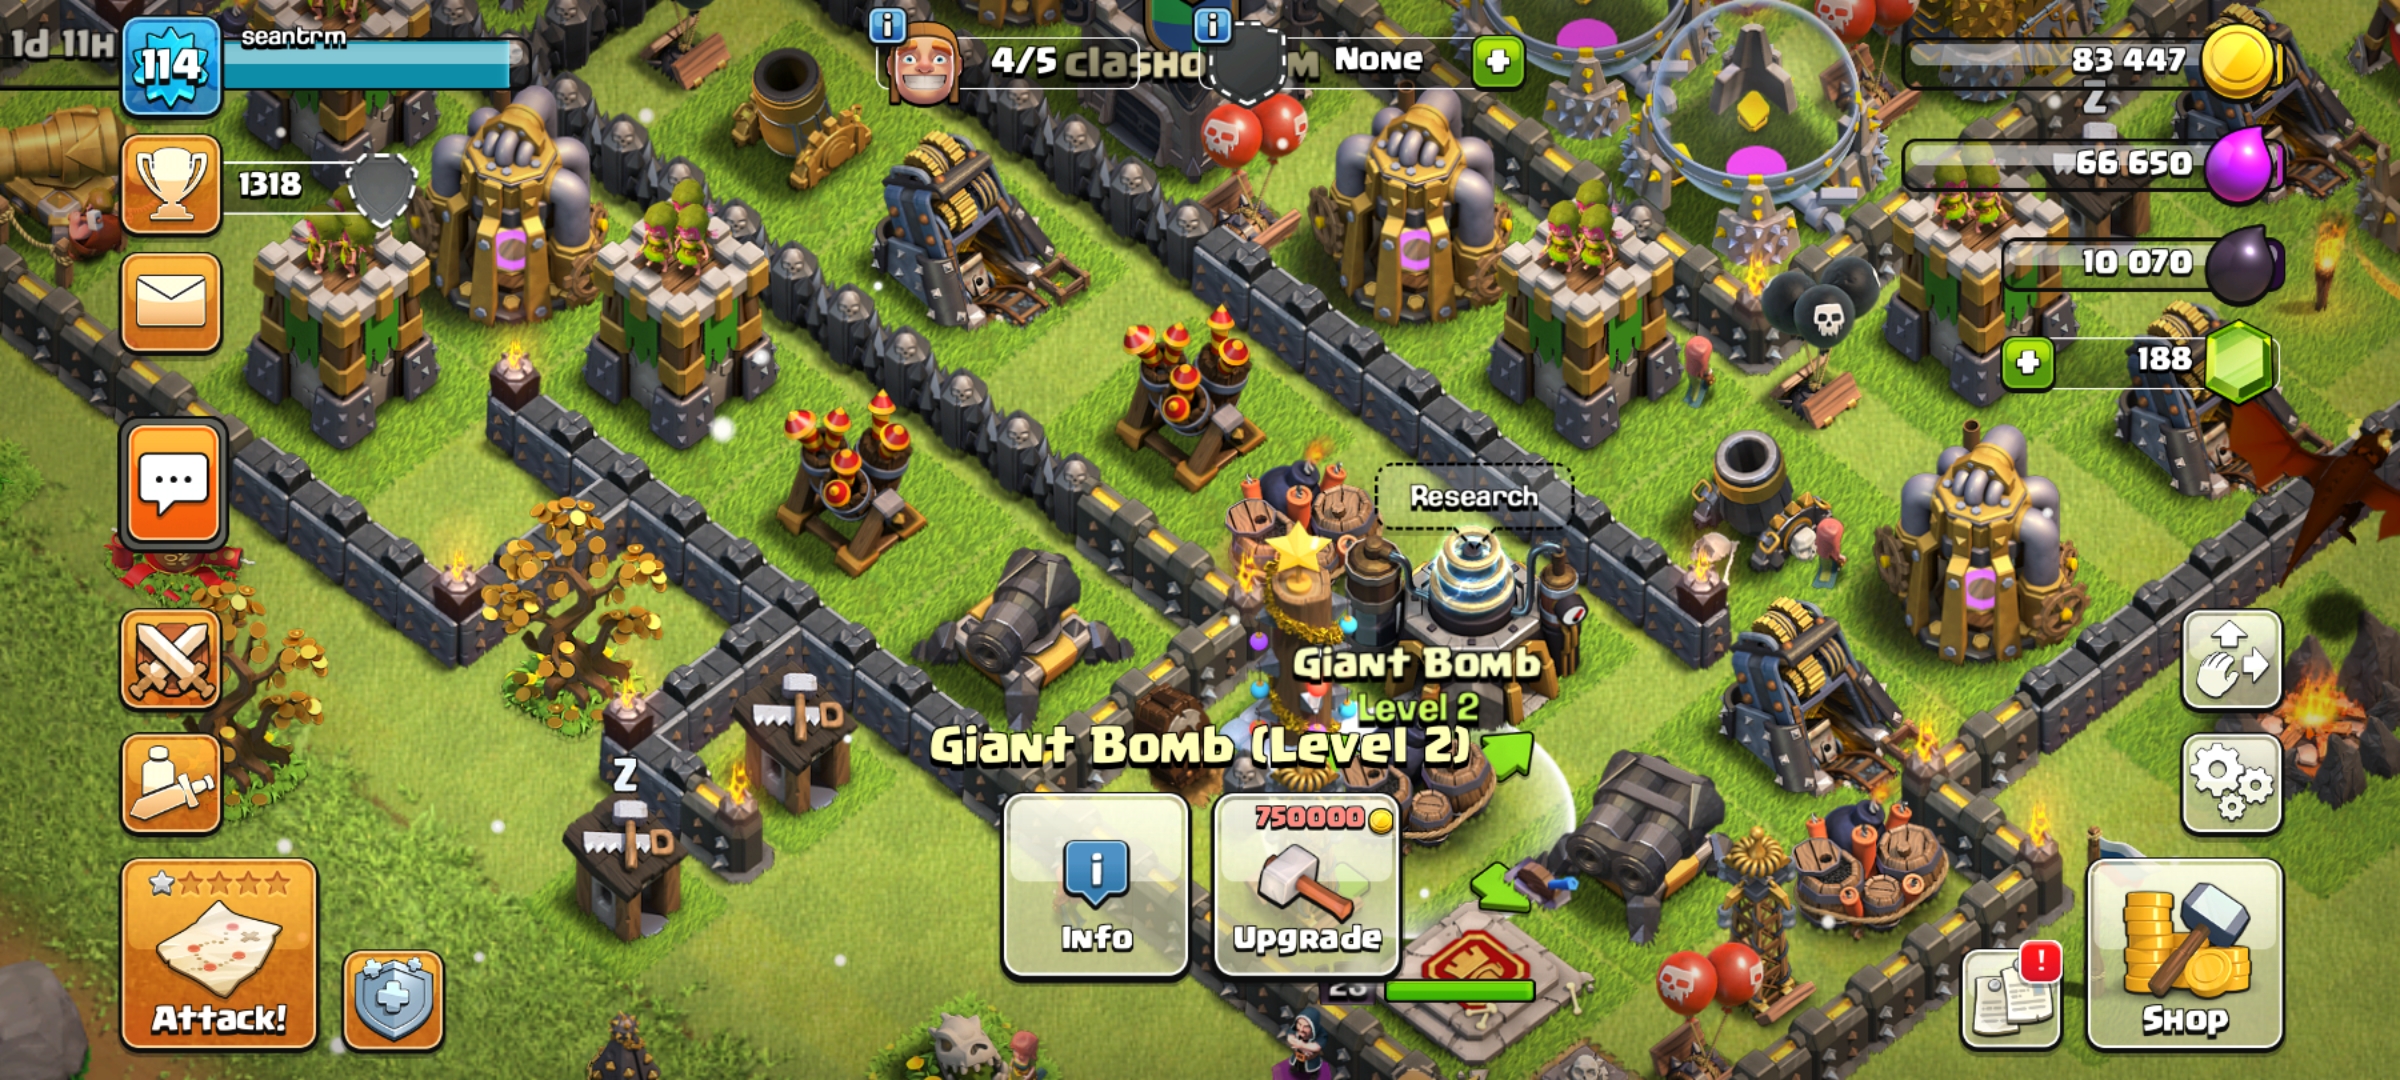 1d 11H
114
seantrm
4/5
None
83 447
1318
66 650
10 070
188
Research
Giant Bomb
Level 2
Giant Bomb (Level 2)
Z
Z
750000
Info
Upgrade
Attack!
Shop